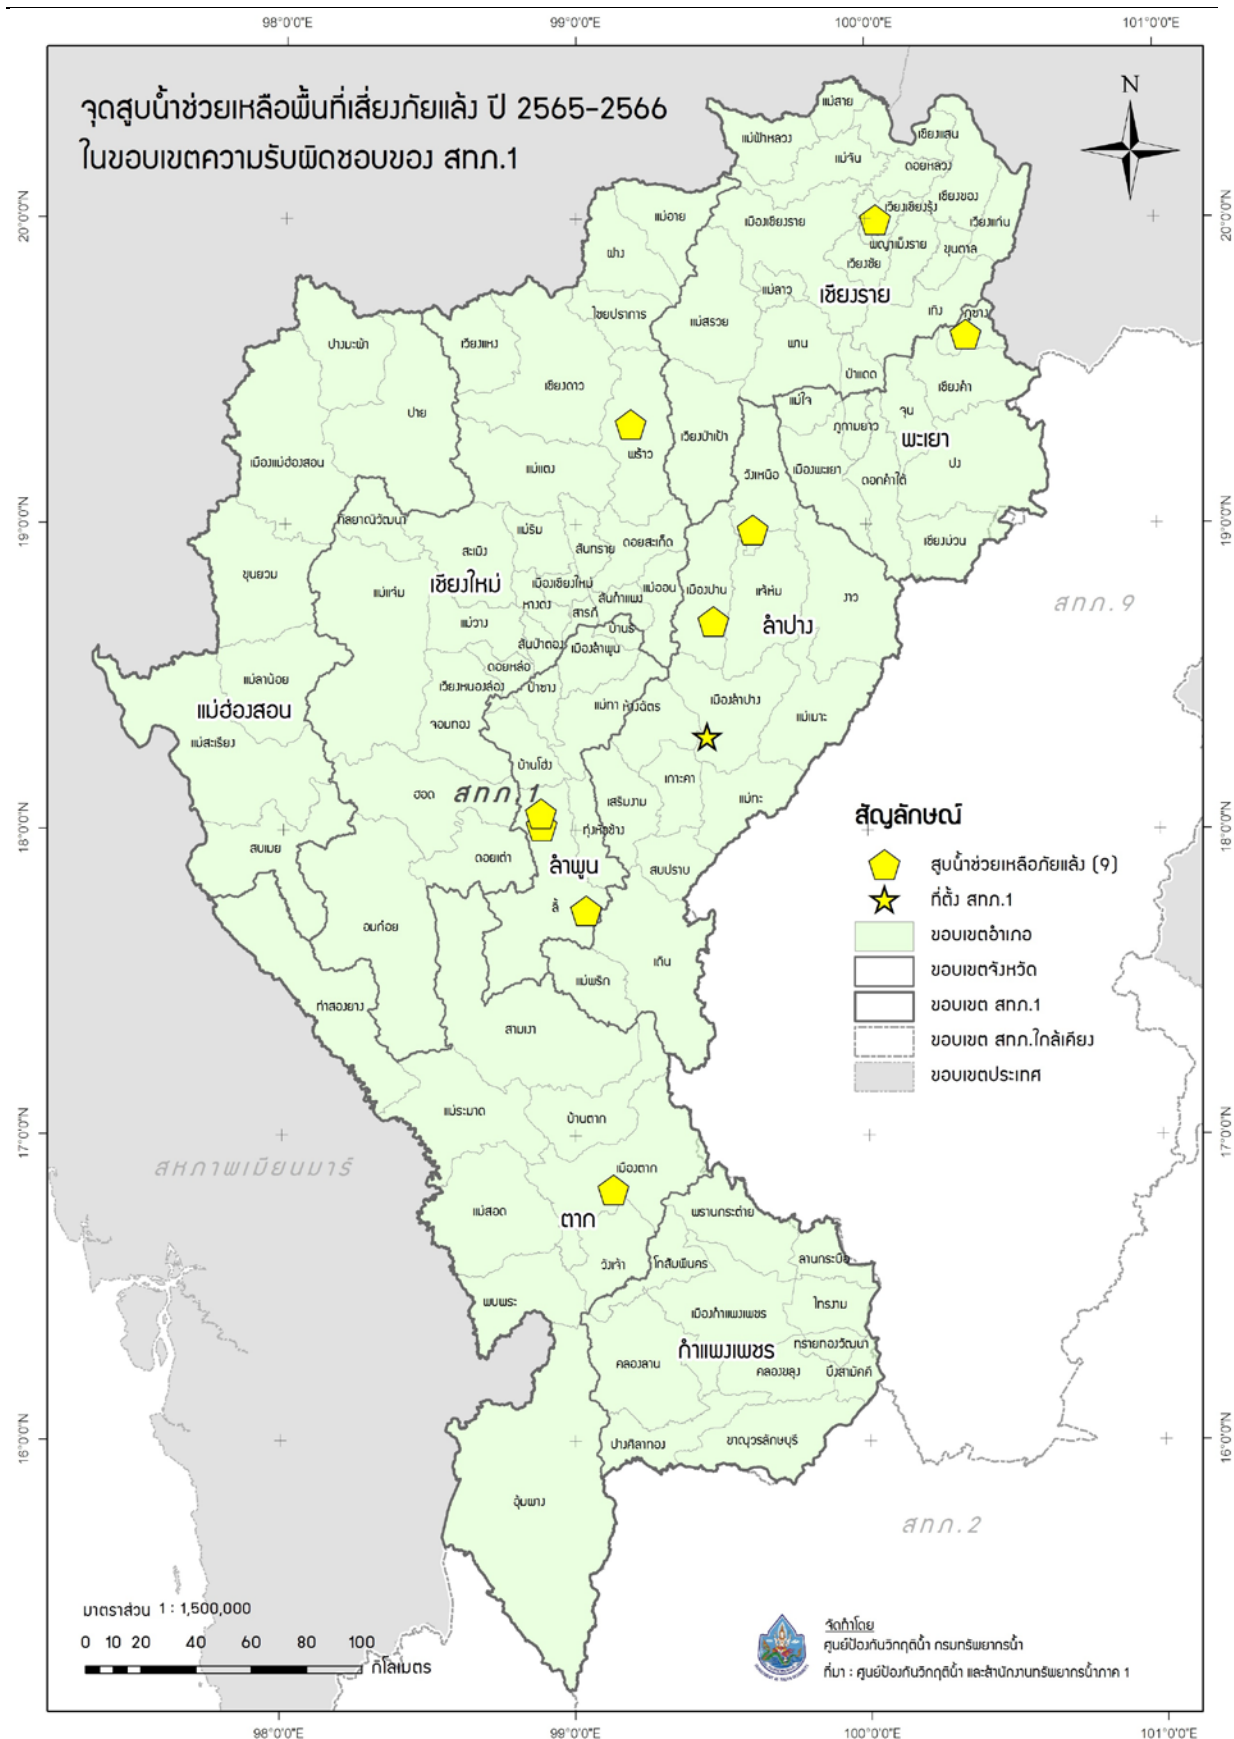 98°0'0"E 99°0'0"E 100°0'0"E 101°0'0"E
จุดสูบน้ำช่วยเหลือพื้นที่เสี่ยงภัยแล้ง ปี 2565-2566
ในขอบเขตความรับผิดชอบของ สทภ.1
N
แม่สาย
แม่ฟ้าหลวง
เชียงแสน
แม่จัน
ดอยหลวง
เชียงของ
เวียงเชียงรุ้ง
แม่อาย
เมืองเชียงราย
เวียงแก่น
20°0'0"N
20°0'0"N
พญาเม็งราย
ขุนตาล
ฝาง
เวียงชัย
แม่ลาว
เชียงราย
เทิง
ภูซาง
ไชยปราการ
แม่สรวย
ปางมะผ้า
เวียงแหง
พาน
ป่าแดด
เชียงดาว
เชียงคำ
แม่ใจ
ปาย
จุน
ภูกามยาว
เวียงป่าเป้า
พะเยา
พร้าว
เมืองแม่ฮ่องสอน
แม่แตง
วังเหนือ
เมืองพะเยา
ปง
ดอกคำใต้
19°0'0"N
19°0'0"N
กัลยาณิวัฒนา
แม่ริม
สันทราย
ดอยสะเก็ด
เชียงม่วน
สะเมิง
ขุนยวม
เชียงใหม่
เมืองเชียงใหม่
แม่แจ่ม
แม่ออน
เมืองปาน
แจ้ห่ม
งาว
สันกำแพง
หางดง
สารภี
สทภ.9
แม่วาง
บ้านธิ
ลำปาง
สันป่าตอง
เมืองลำพูน
ดอยหล่อ
แม่ลาน้อย
เวียงหนองล่อง
ป่าซาง
แม่ทา
ห้างฉัตร
เมืองลำปาง
แม่ฮ่องสอน
จอมทอง
แม่เมาะ
แม่สะเรียง
บ้านโฮ่ง
เกาะคา
ฮอด
สทภ.1
เสริมงาม
แม่ทะ
18°0'0"N
18°0'0"N
ทุ่งหัวช้าง
สบเมย
ดอยเต่า
ลำพูน
สบปราบ
ลี้
อมก๋อย
เถิน
แม่พริก
ท่าสองยาง
สามเงา
สัญลักษณ์
สูบน้ำช่วยเหลือภัยแล้ง (9)
ที่ตั้ง สทภ.1
ขอบเขตอำเภอ
ขอบเขตจังหวัด
ขอบเขต สทภ.1
ขอบเขต สทภ.ใกล้เคียง
ขอบเขตประเทศ
แม่ระมาด
บ้านตาก
17°0'0"N
17°0'0"N
สหภาพเมียนมาร์
เมืองตาก
แม่สอด
ตาก
พรานกระต่าย
วังเจ้า
โกสัมพีนคร
ลานกระบือ
พบพระ
เมืองกำแพงเพชร
ไทรงาม
กำแพงเพชร
ทรายทองวัฒนา
คลองลาน
คลองขลุง
บึงสามัคคี
ปางศิลาทอง
ขาณุวรลักษบุรี
16°0'0"N
16°0'0"N
อุ้มผาง
สทภ.2
มาตราส่วน 1 : 1,500,000
0 10 20 40 60 80 100
กิโลเมตร
จัดทำโดย
ศูนย์ป้องกันวิกฤติน้ำ กรมทรัพยากรน้ำ
ที่มา : ศูนย์ป้องกันวิกฤติน้ำ และสำนักงานทรัพยากรน้ำภาค 1
98°0'0"E 99°0'0"E 100°0'0"E 101°0'0"E